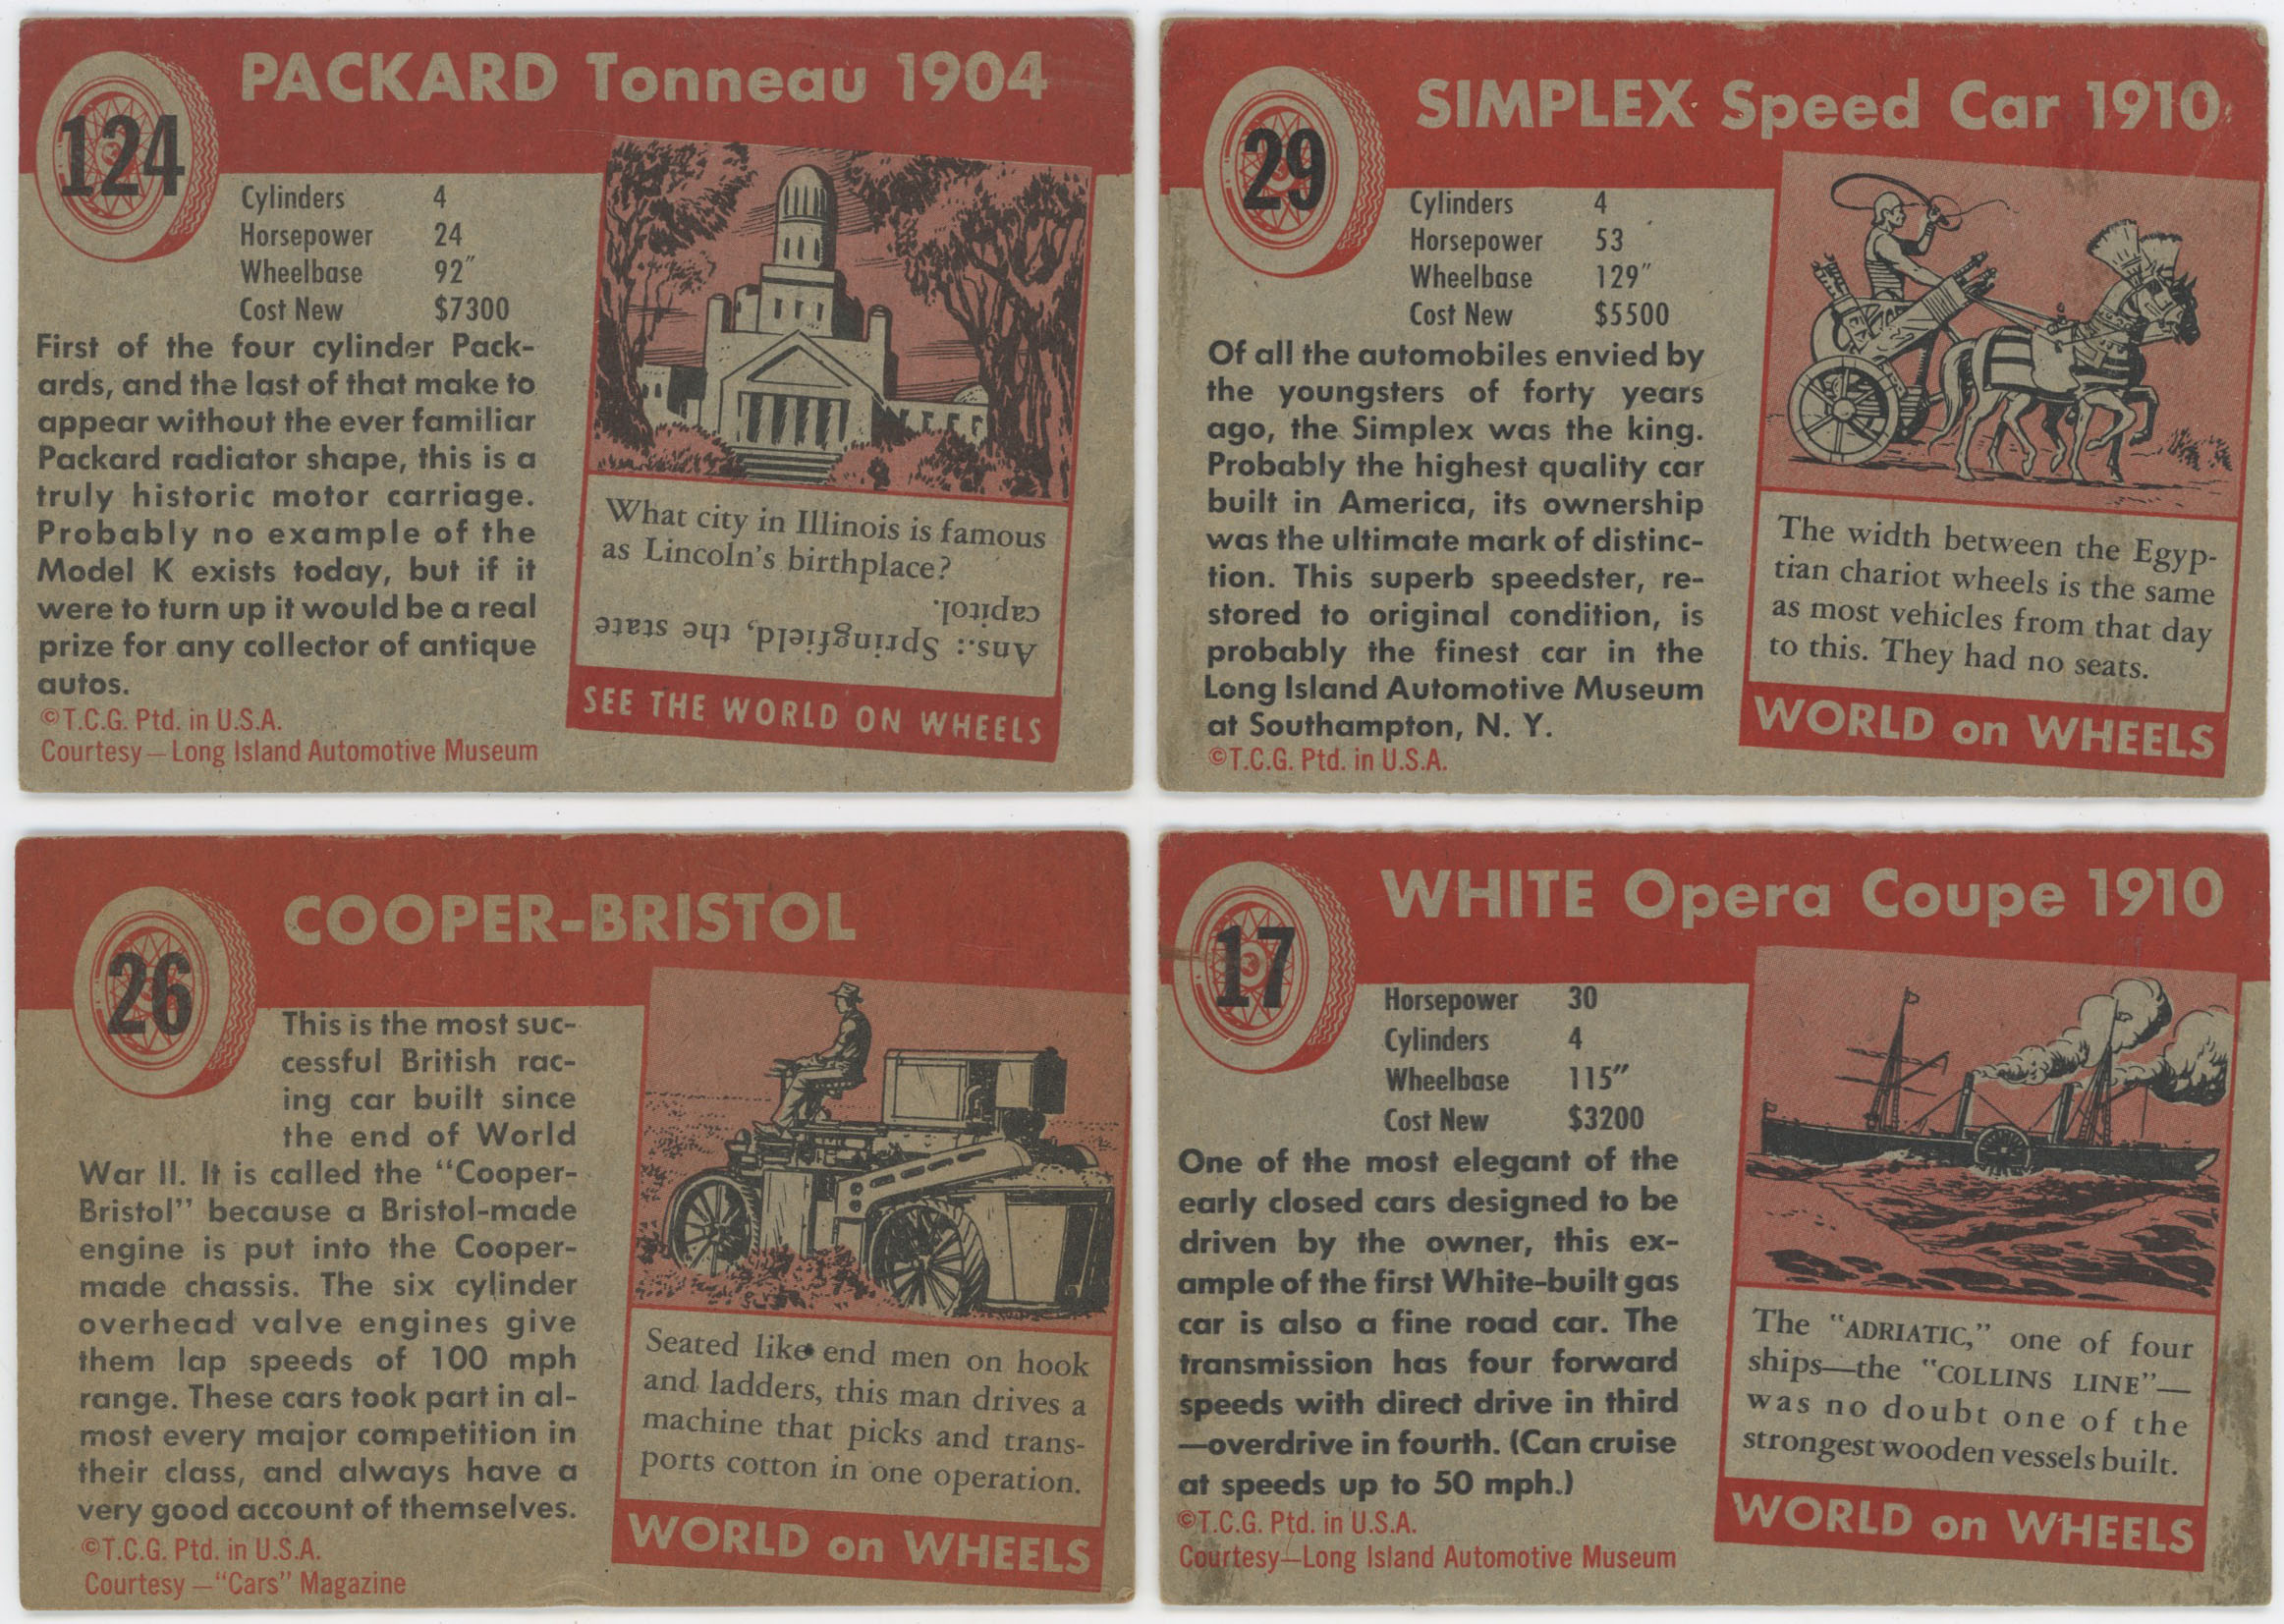 PACKARD Tonneau 1904
124
Cylinders 4
Horsepower 24
Wheelbase 92"
Cost New $7300
First of the four cylinder Pack-
ards, and the last of that make to
appear without the ever familiar
Packard radiator shape, this is a
truly historic motor carriage.
Probably no example of the
Model K exists today, but if it
were to turn up it would be a real
prize for any collector of antique
autos.
©T.C.G. Ptd. in U.S.A.
Courtesy—Long Island Automotive Museum
What city in Illinois is famous
as Lincoln's birthplace?
Ans.: Springfield, the state
capitol.
SEE THE WORLD ON WHEELS
SIMPLEX Speed Car 1910
29
Cylinders 4
Horsepower 53
Wheelbase 129"
Cost New $5500
Of all the automobiles envied by
the youngsters of forty years
ago, the Simplex was the king.
Probably the highest quality car
built in America, its ownership
was the ultimate mark of distinc-
tion. This superb speedster, re-
stored to original condition, is
probably the finest car in the
Long Island Automotive Museum
at Southampton, N. Y.
©T.C.G. Ptd. in U.S.A.
The width between the Egyp-
tian chariot wheels is the same
as most vehicles from that day
to this. They had no seats.
WORLD on WHEELS
COOPER-BRISTOL
26
This is the most suc-
cessful British rac-
ing car built since
the end of World
War II. It is called the "Cooper-
Bristol" because a Bristol-made
engine is put into the Cooper-
made chassis. The six cylinder
overhead valve engines give
them lap speeds of 100 mph
range. These cars took part in al-
most every major competition in
their class, and always have a
very good account of themselves.
©T.C.G. Ptd. in U.S.A.
Courtesy—"Cars" Magazine
Seated like end men on hook
and ladders, this man drives a
machine that picks and trans-
ports cotton in one operation.
WORLD on WHEELS
WHITE Opera Coupe 1910
17
Horsepower 30
Cylinders 4
Wheelbase 115"
Cost New $3200
One of the most elegant of the
early closed cars designed to be
driven by the owner, this ex-
ample of the first White-built gas
car is also a fine road car. The
transmission has four forward
speeds with direct drive in third
—overdrive in fourth. (Can cruise
at speeds up to 50 mph.)
©T.C.G. Ptd. in U.S.A.
Courtesy—Long Island Automotive Museum
The "ADRIATIC," one of four
ships—the "COLLINS LINE"—
was no doubt one of the
strongest wooden vessels built.
WORLD on WHEELS